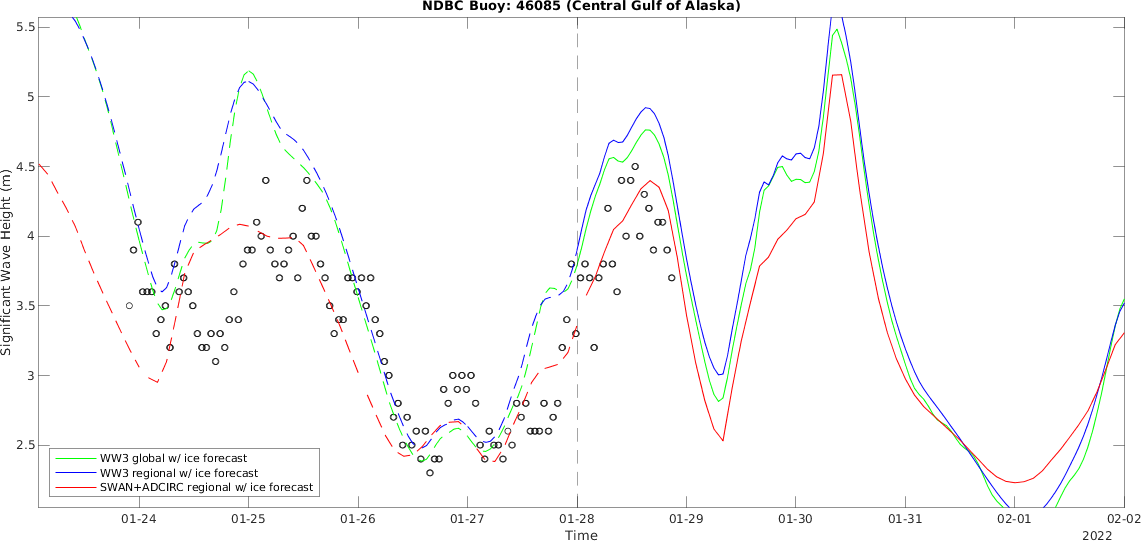 NDBC Buoy: 46085 (Central Gulf of Alaska)
5.5
5
4.5
4
3.5
3
2.5
Significant Wave Height (m)
WW3 global w/ ice forecast
WW3 regional w/ ice forecast
SWAN+ADCIRC regional w/ ice forecast
01-24 01-25 01-26 01-27 01-28 01-29 01-30 01-31 02-01 02-02
Time
2022